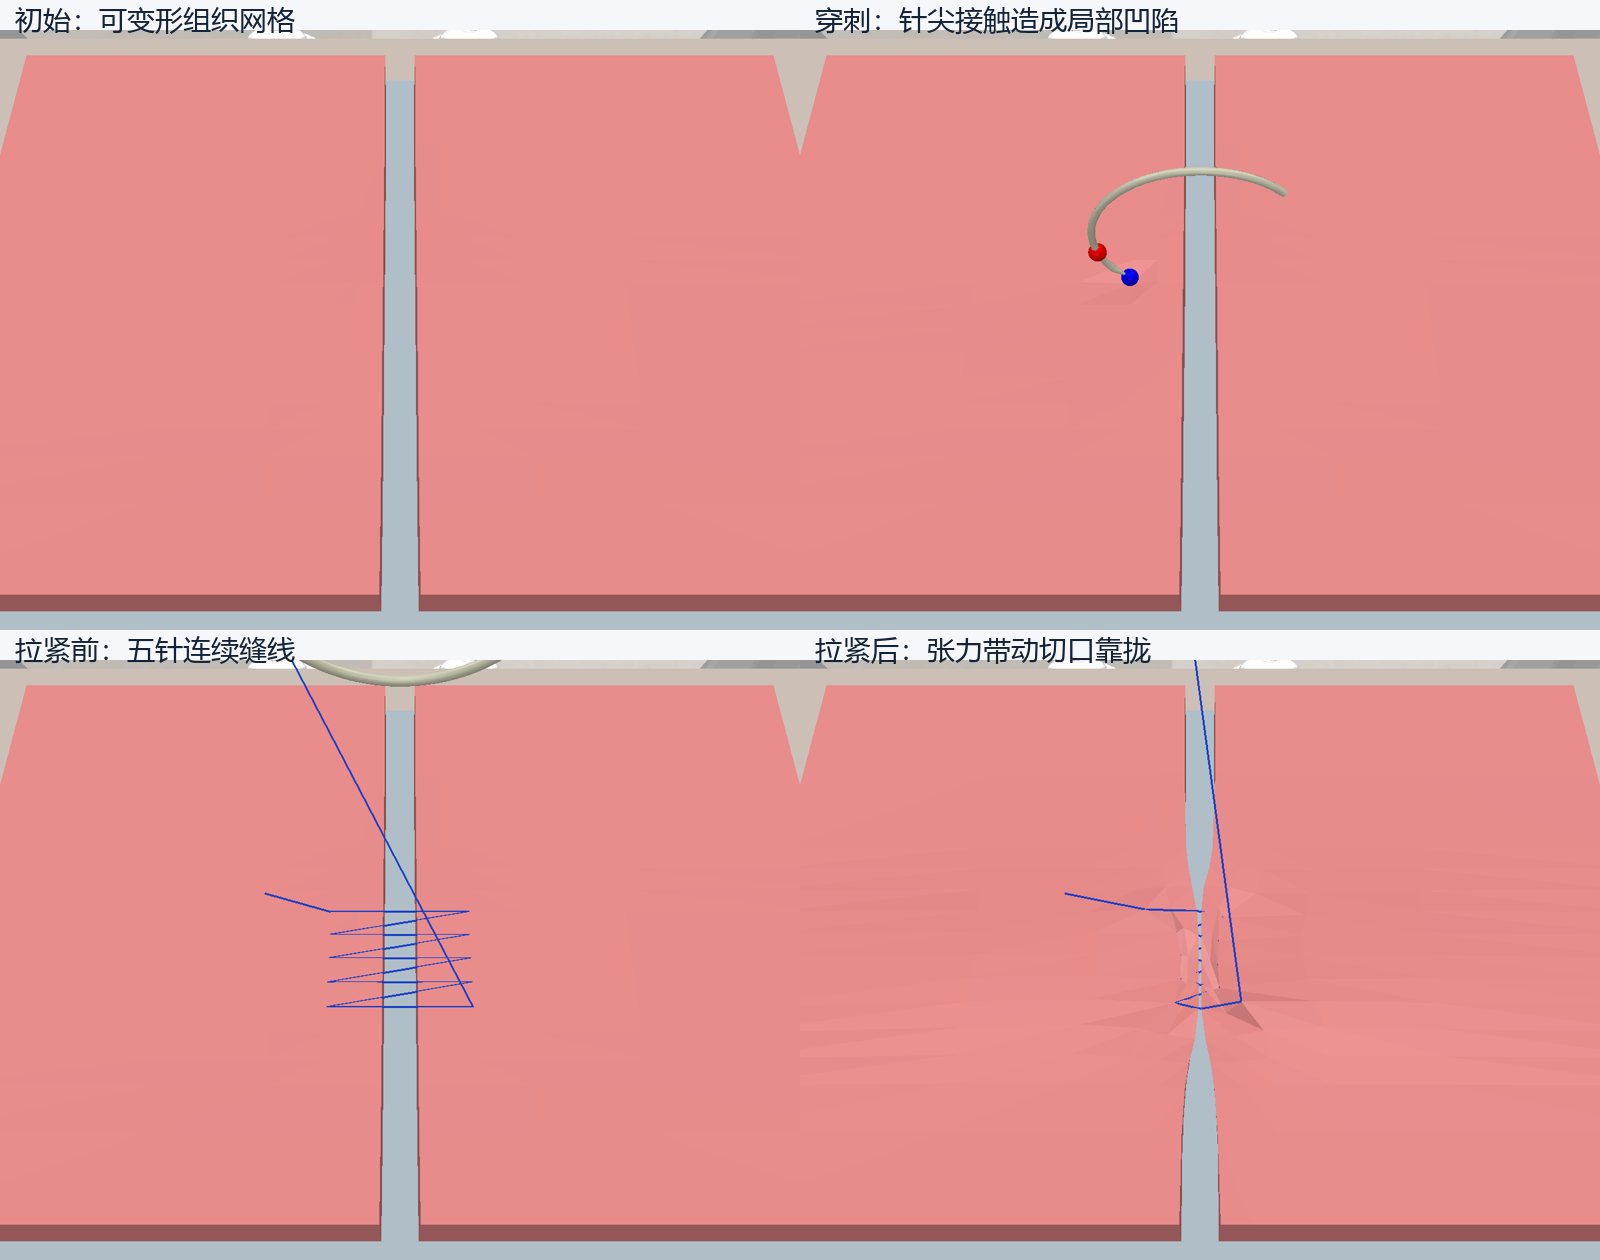 初始：可变形组织网格
穿刺：针尖接触造成局部凹陷
拉紧前：五针连续缝线
拉紧后：张力带动切口靠拢